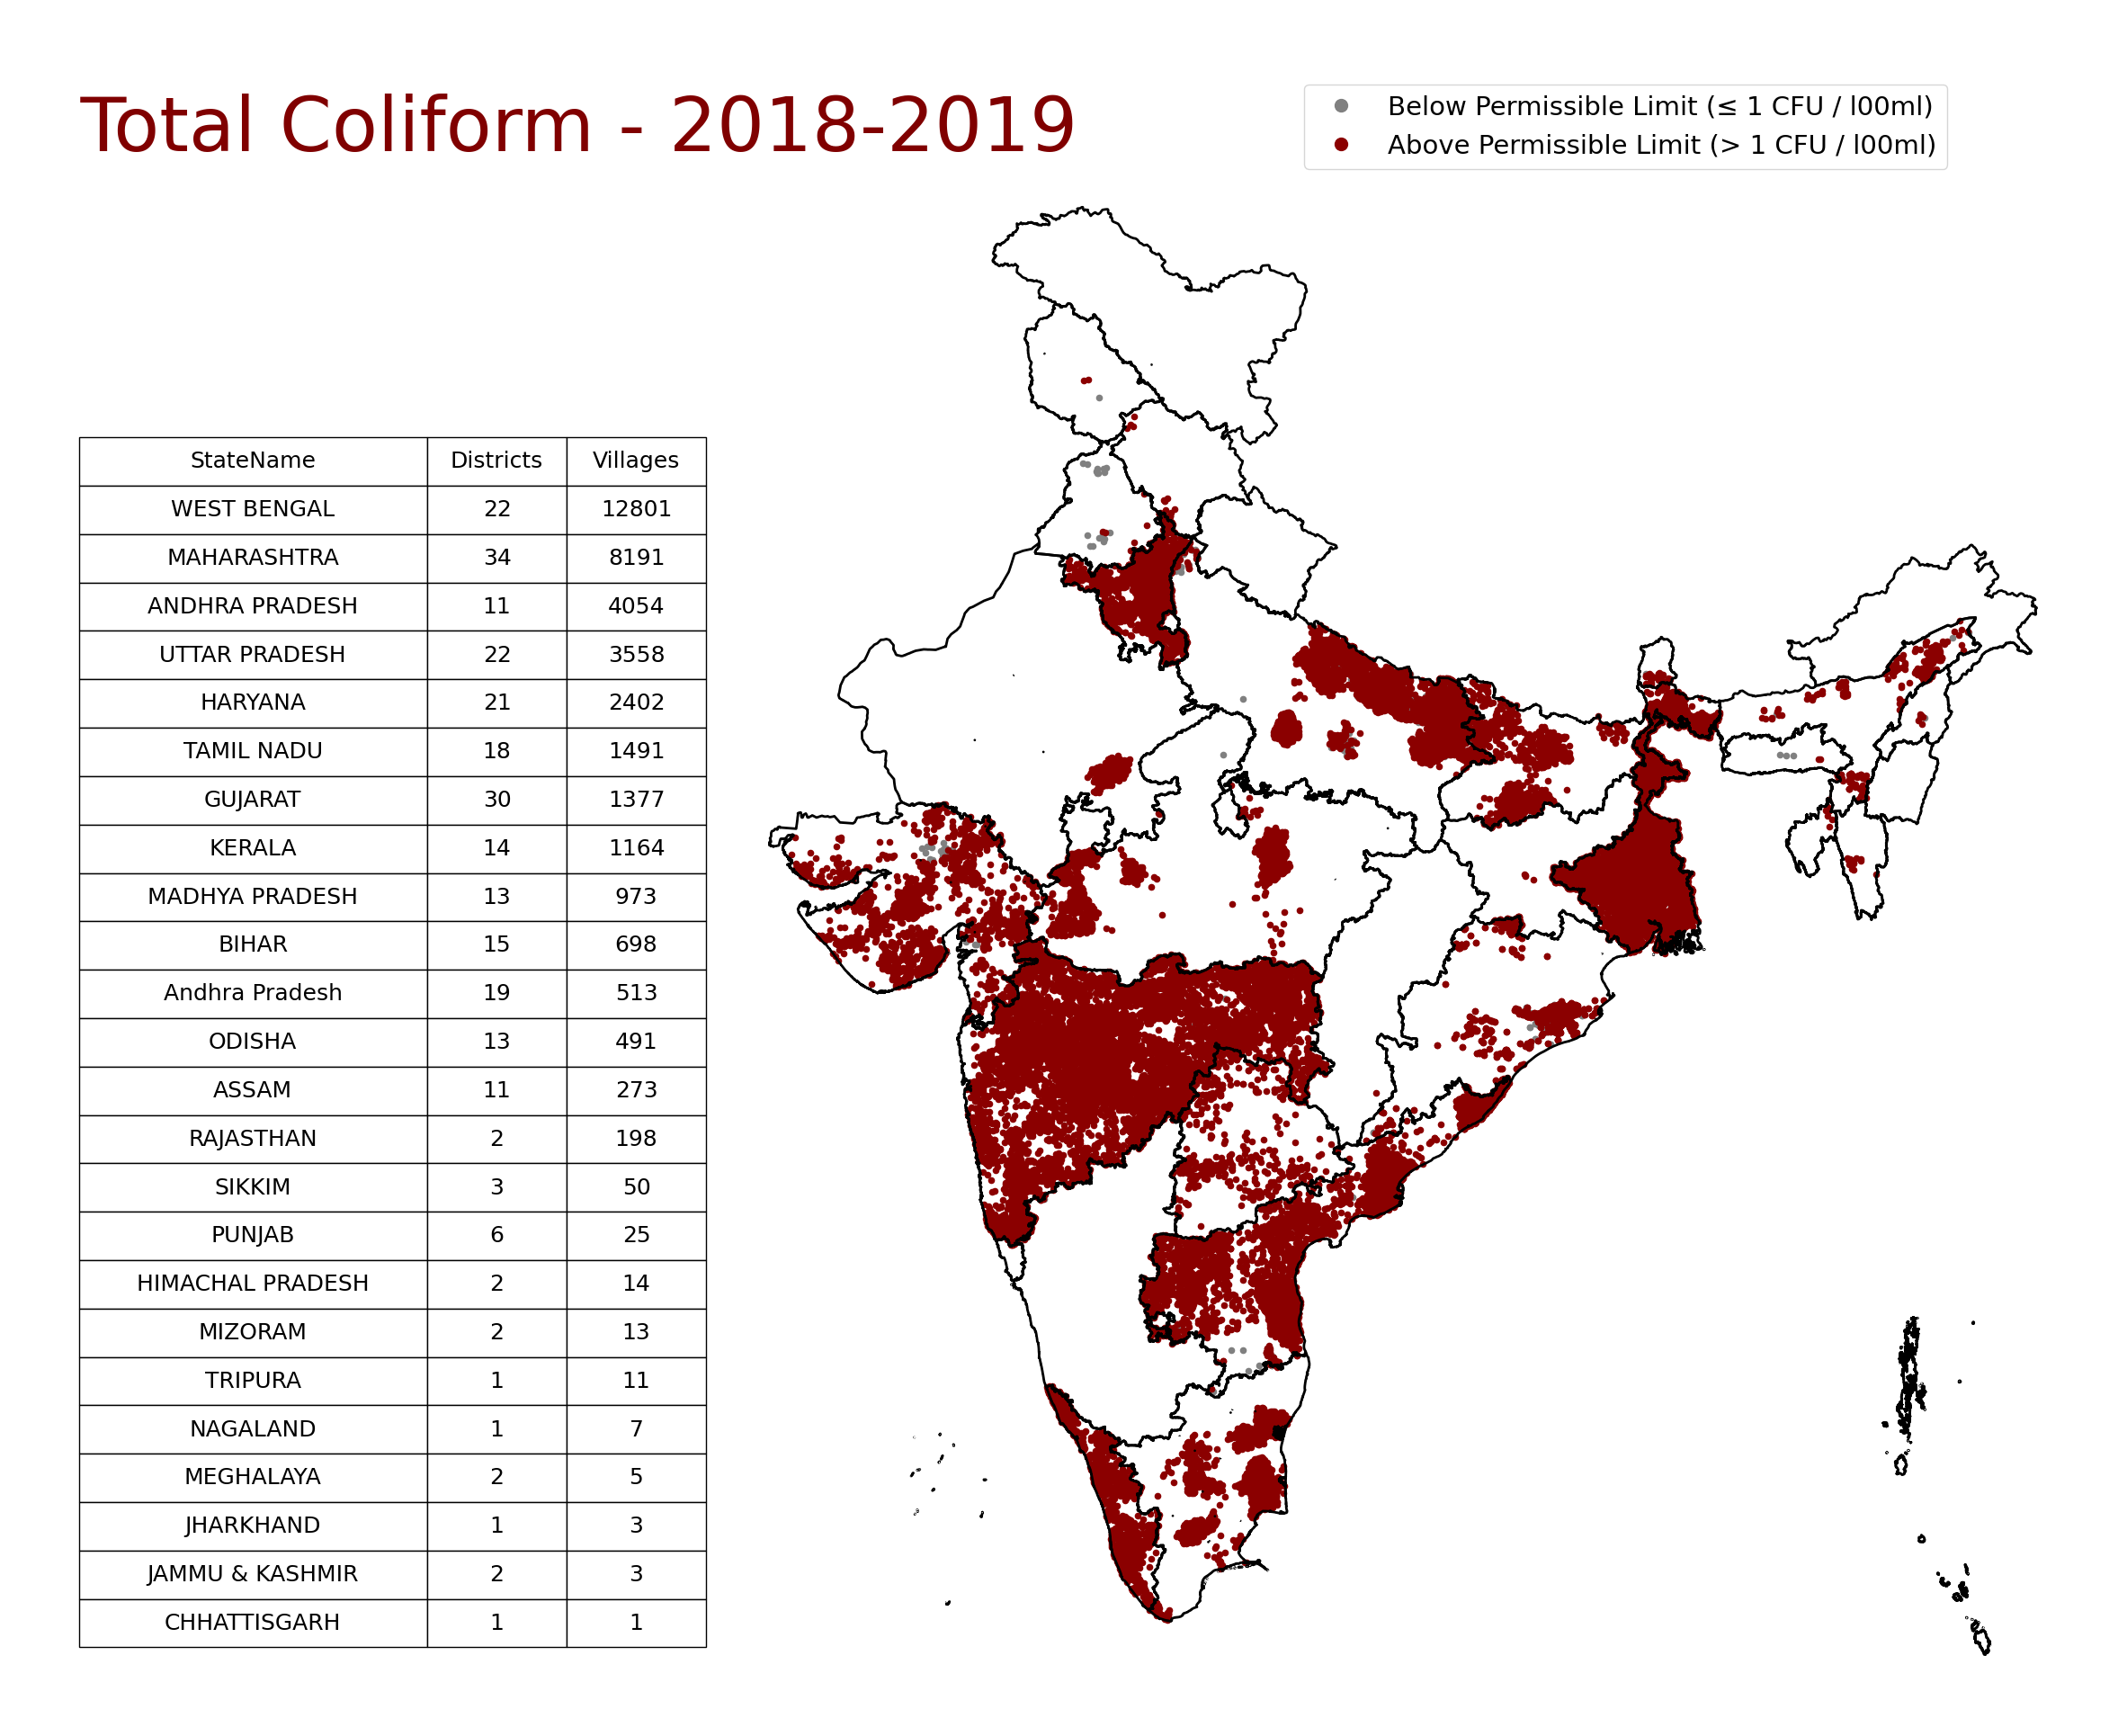 Total Coliform - 2018-2019
Below Permissible Limit (≤ 1 CFU / l00ml)
Above Permissible Limit (> 1 CFU / l00ml)
StateName Districts Villages
WEST BENGAL 22 12801
MAHARASHTRA 34 8191
ANDHRA PRADESH 11 4054
UTTAR PRADESH 22 3558
HARYANA 21 2402
TAMIL NADU 18 1491
GUJARAT 30 1377
KERALA 14 1164
MADHYA PRADESH 13 973
BIHAR 15 698
Andhra Pradesh 19 513
ODISHA 13 491
ASSAM 11 273
RAJASTHAN 2 198
SIKKIM 3 50
PUNJAB 6 25
HIMACHAL PRADESH 2 14
MIZORAM 2 13
TRIPURA 1 11
NAGALAND 1 7
MEGHALAYA 2 5
JHARKHAND 1 3
JAMMU & KASHMIR 2 3
CHHATTISGARH 1 1